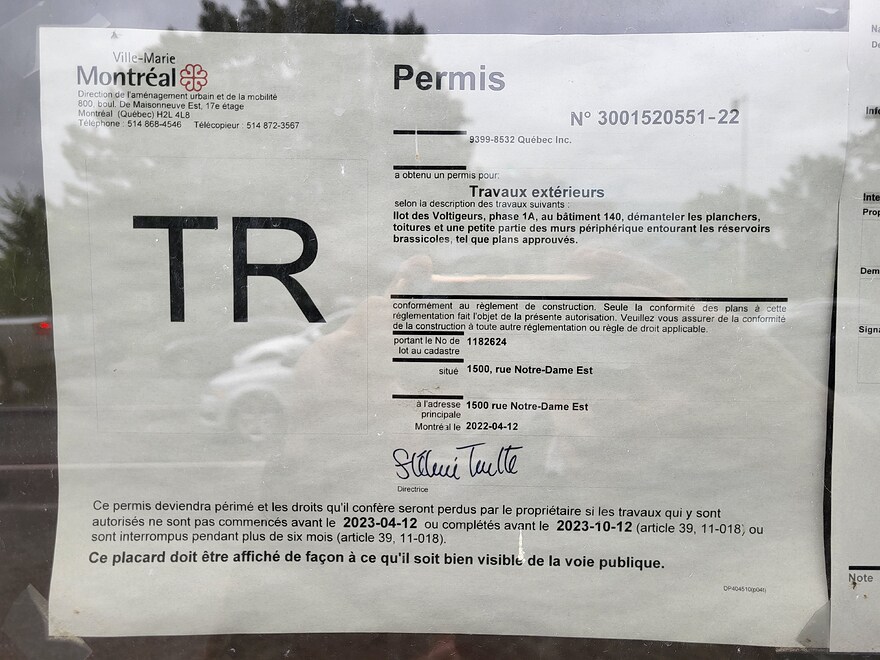 Ville-Marie
Montréal
Direction de l'aménagement urbain et de la mobilité
800, boul. De Maisonneuve Est, 17e étage
Montréal (Québec) H2L 4L8
Téléphone : 514 868-4546 Télécopieur : 514 872-3567
TR
Permis
N° 3001520551-22
9399-8532 Québec Inc.
a obtenu un permis pour:
Travaux extérieurs
selon la description des travaux suivants :
Ilot des Voltigeurs, phase 1A, au bâtiment 140, démanteler les planchers,
toitures et une petite partie des murs périphérique entourant les réservoirs
brassicoles, tel que plans approuvés.
conformément au règlement de construction. Seule la conformité des plans à cette
réglementation fait l'objet de la présente autorisation. Veuillez vous assurer de la conformité
de la construction à toute autre réglementation ou règle de droit applicable.
portant le No de 1182624
lot au cadastre
situé 1500, rue Notre-Dame Est
à l'adresse 1500 rue Notre-Dame Est
principale
Montréal le 2022-04-12
Directrice
Ce permis deviendra périmé et les droits qu'il confère seront perdus par le propriétaire si les travaux qui y sont
autorisés ne sont pas commencés avant le 2023-04-12 ou complétés avant le 2023-10-12 (article 39, 11-018) ou
sont interrompus pendant plus de six mois (article 39, 11-018).
Ce placard doit être affiché de façon à ce qu'il soit bien visible de la voie publique.
Note